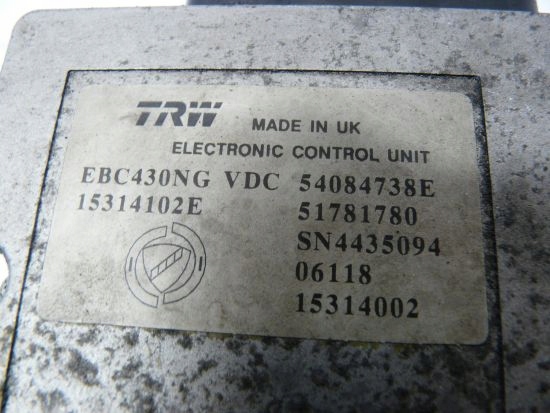 TRW MADE IN UK
ELECTRONIC CONTROL UNIT
EBC430NG VDC 54084738E
15314102E 51781780
SN4435094
06118
15314002